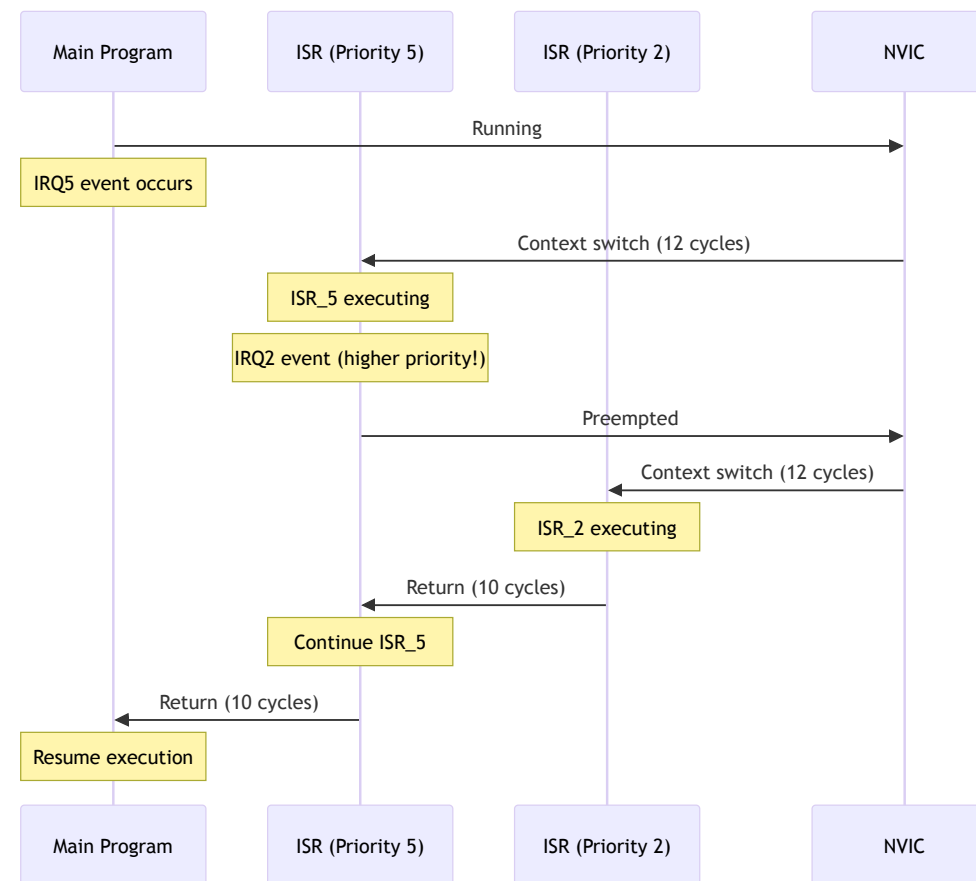 Main Program
ISR (Priority 5)
ISR (Priority 2)
NVIC
Running
IRQ5 event occurs
Context switch (12 cycles)
ISR_5 executing
IRQ2 event (higher priority!)
Preempted
Context switch (12 cycles)
ISR_2 executing
Return (10 cycles)
Continue ISR_5
Return (10 cycles)
Resume execution
Main Program
ISR (Priority 5)
ISR (Priority 2)
NVIC